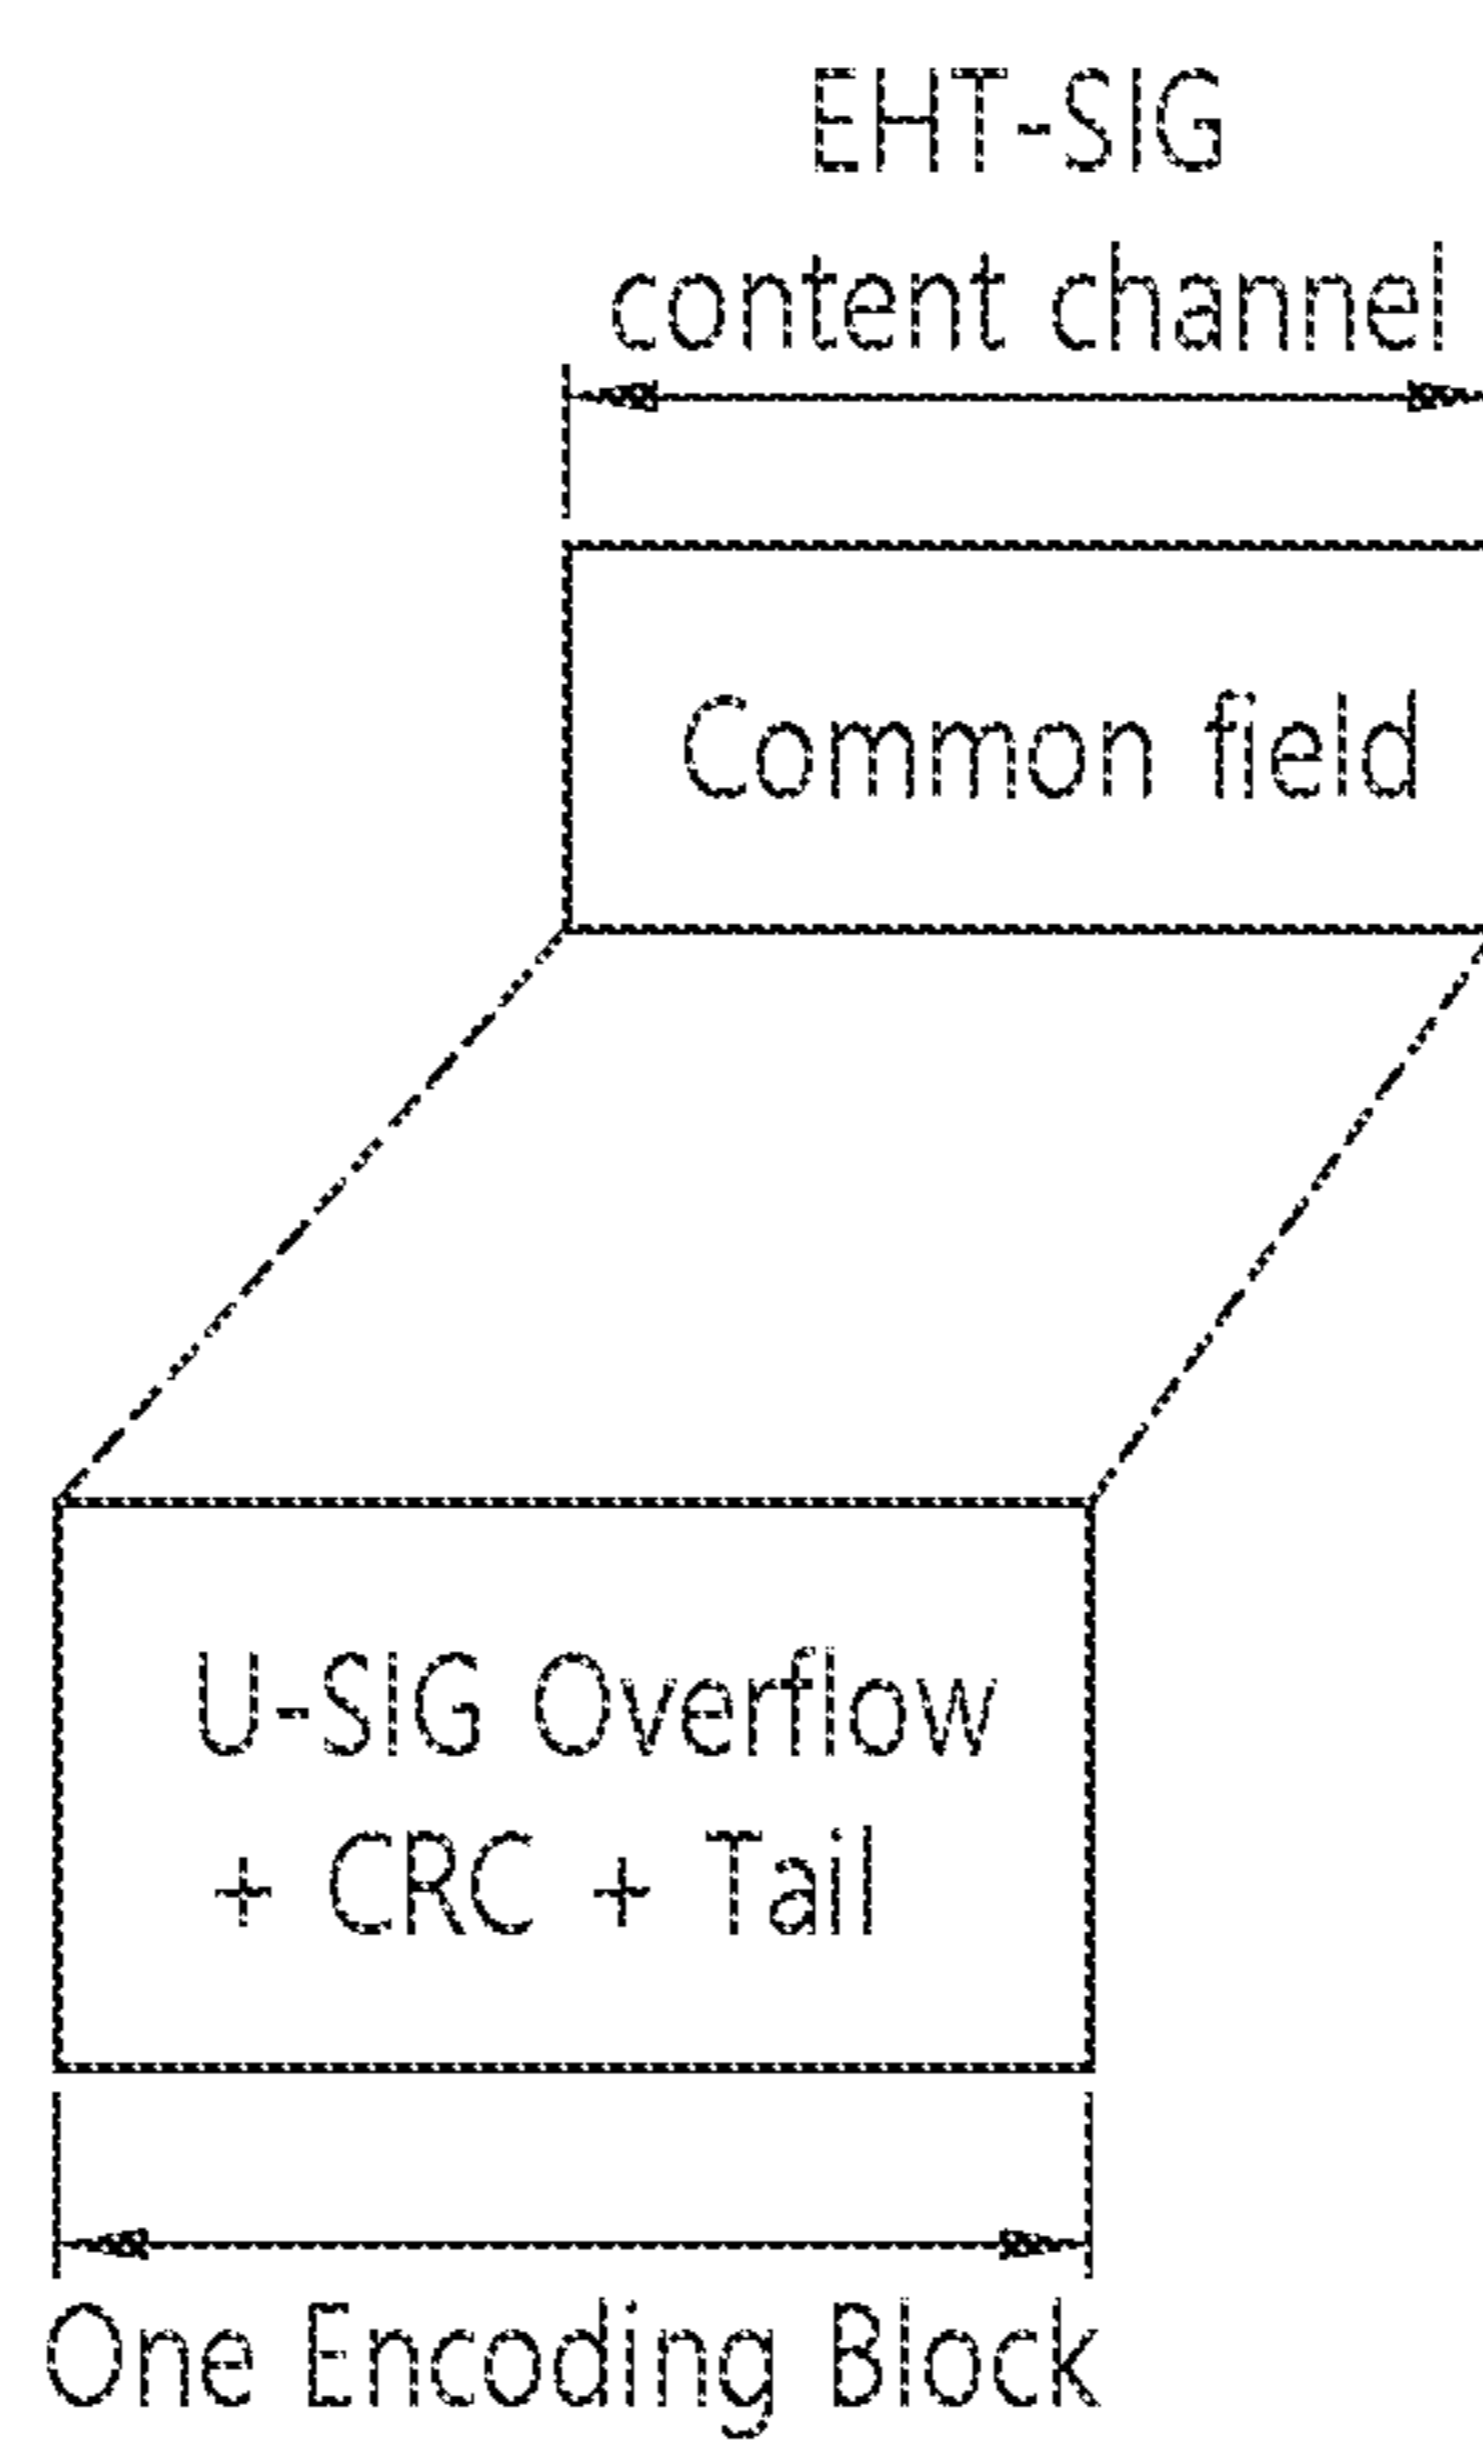 EHT-SIG
content channel
Common field
U-SIG Overflow
+ CRC + Tail
One Encoding Block